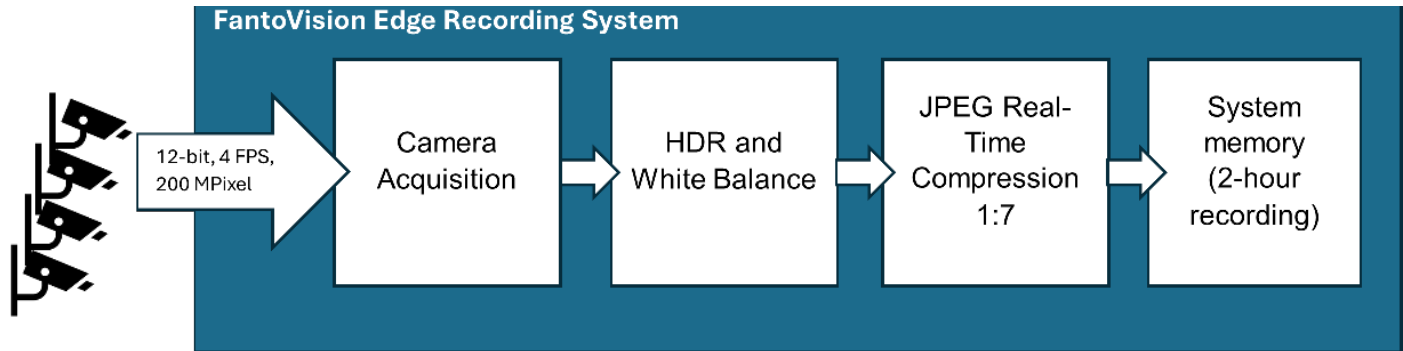 FantoVision Edge Recording System
12-bit, 4 FPS,
200 MPixel
Camera
Acquisition
HDR and
White Balance
JPEG Real-
Time
Compression
1:7
System
memory
(2-hour
recording)